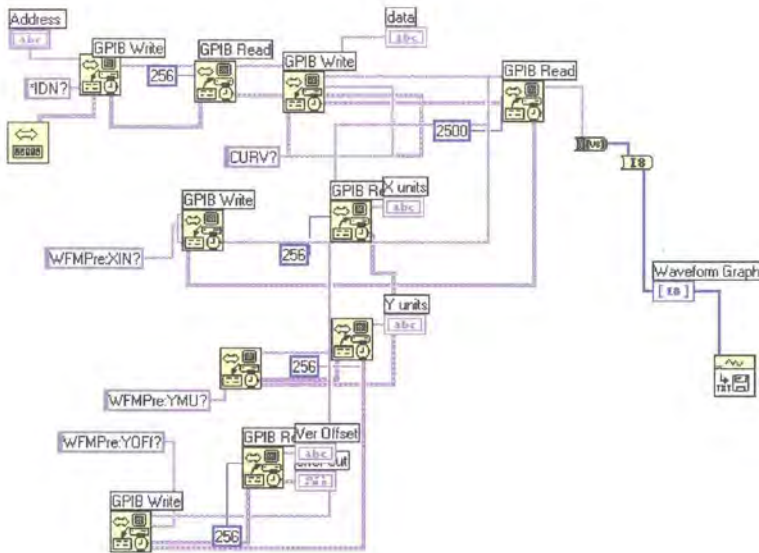 Address
abc
GPIB Write
*IDN?
256
GPIB Read
GPIB Write
data
abc
CURV?
GPIB Read
2500
I8
GPIB Write
WFMPre:XIN?
256
GPIB Re
X units
abc
Waveform Graph
[I8]
TXT
Y units
abc
256
WFMPre:YMU?
WFMPre:YOFf?
GPIB Re
Ver Offset
abc
GPIB Write
256